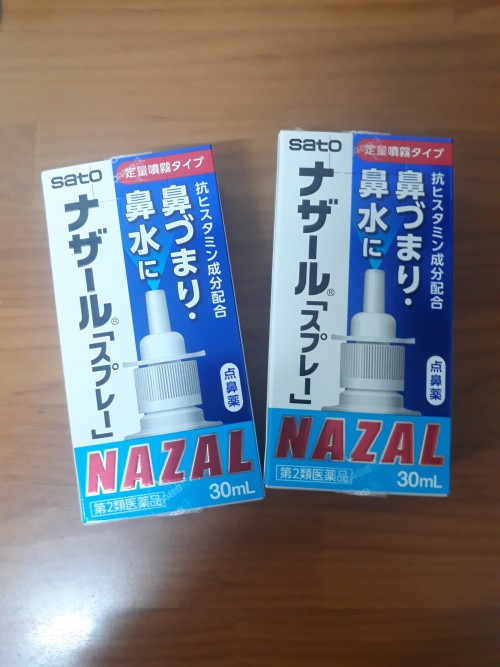 sato
定量噴霧タイプ
抗ヒスタミン成分配合
鼻づまり・
鼻水に
ナザール®「スプレー」
点鼻薬
NAZAL
第2類医薬品
30mL
sato
定量噴霧タイプ
抗ヒスタミン成分配合
鼻づまり・
鼻水に
ナザール®「スプレー」
点鼻薬
NAZAL
第2類医薬品
30mL